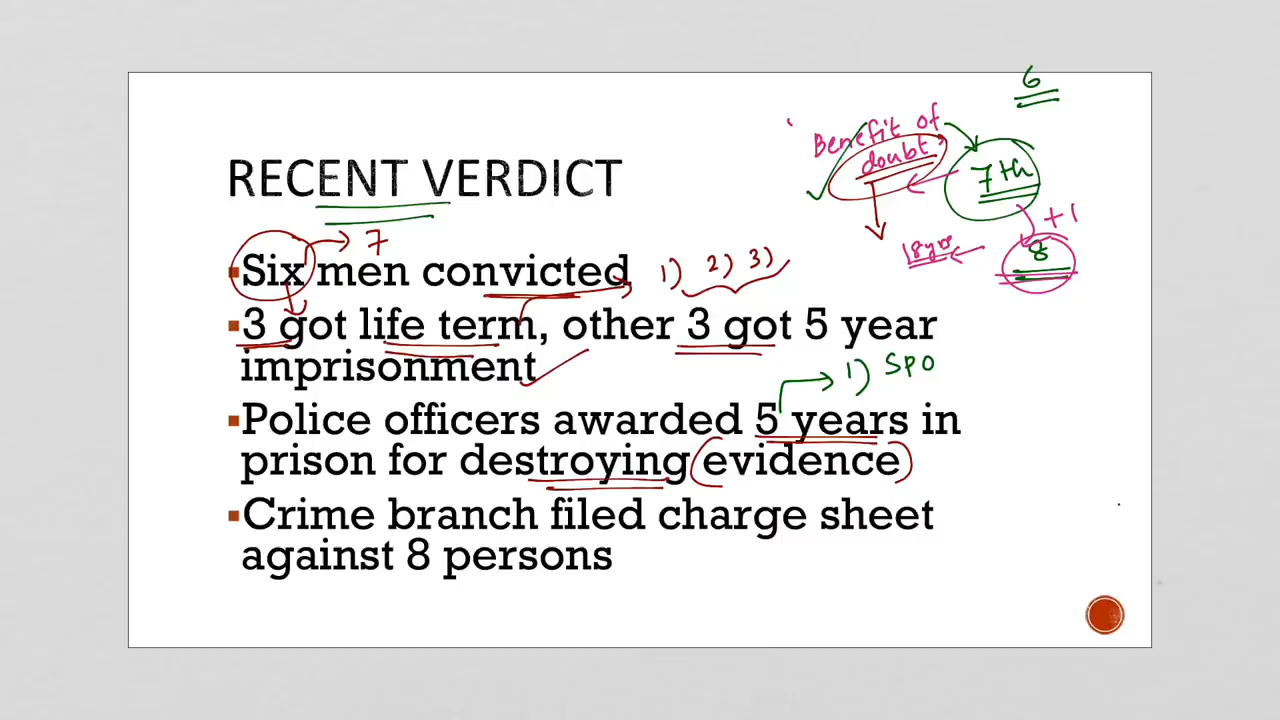 6
Benefit of
doubt
7th
+1
8
18 yrs
RECENT VERDICT
7
▪Six men convicted
1) 2) 3)
▪3 got life term, other 3 got 5 year
imprisonment
1) SPO
▪Police officers awarded 5 years in
prison for destroying (evidence)
▪Crime branch filed charge sheet
against 8 persons